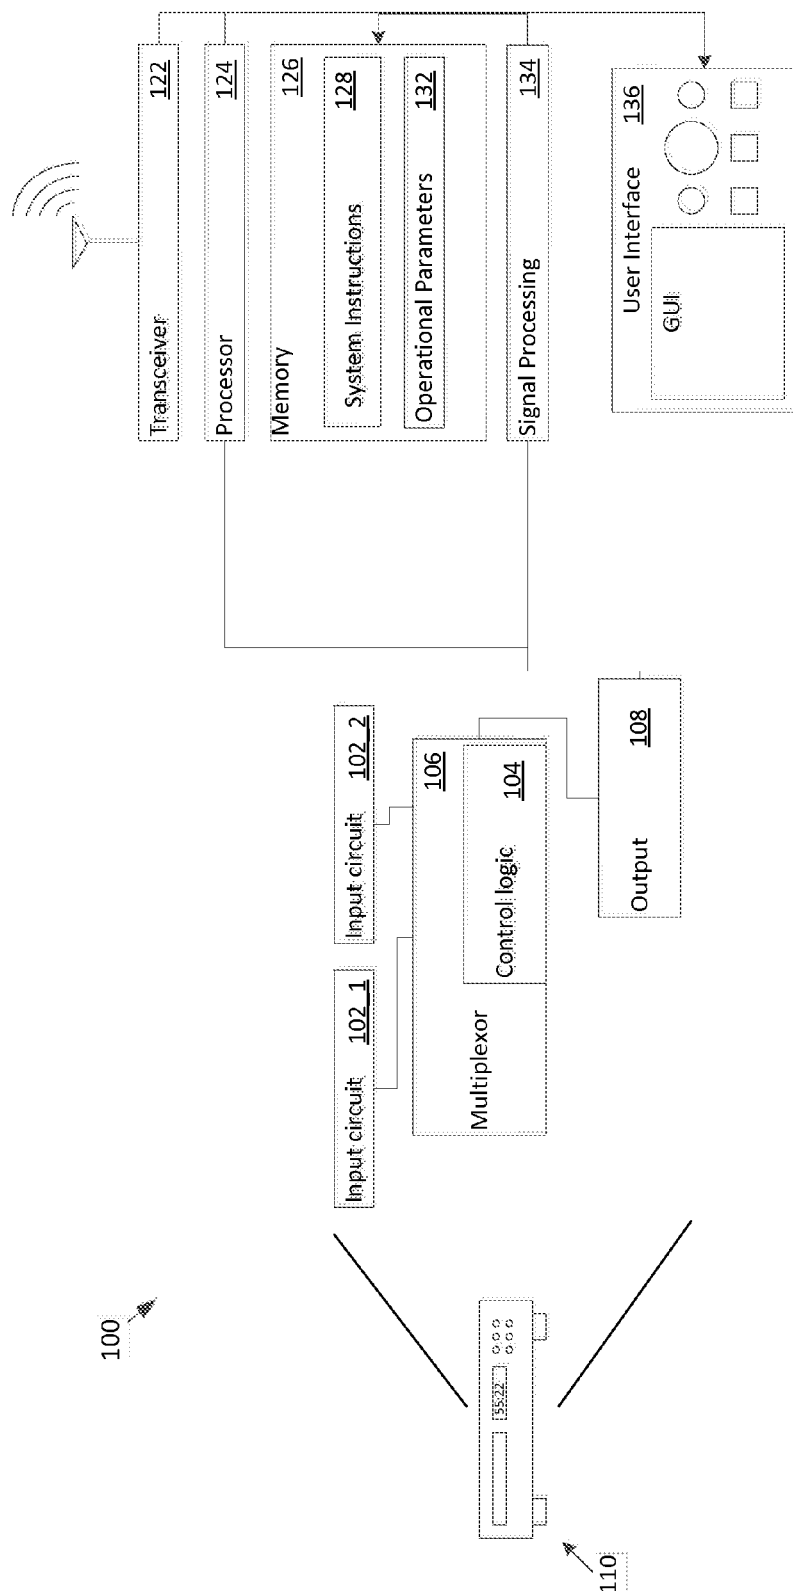 100
110
55:22
Input circuit 102_1
Input circuit 102_2
Multiplexor 106
Control logic 104
Output 108
Transceiver 122
Processor 124
Memory 126
System Instructions 128
Operational Parameters 132
Signal Processing 134
User Interface 136
GUI